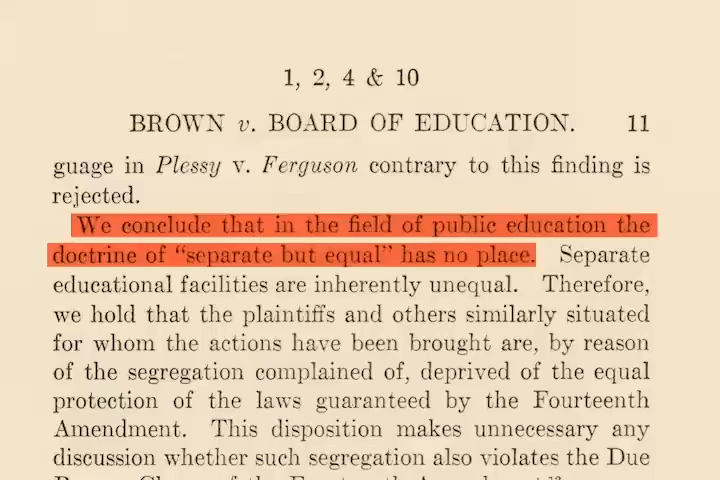 1, 2, 4 & 10
BROWN v. BOARD OF EDUCATION. 11
guage in Plessy v. Ferguson contrary to this finding is
rejected.
We conclude that in the field of public education the
doctrine of “separate but equal” has no place. Separate
educational facilities are inherently unequal. Therefore,
we hold that the plaintiffs and others similarly situated
for whom the actions have been brought are, by reason
of the segregation complained of, deprived of the equal
protection of the laws guaranteed by the Fourteenth
Amendment. This disposition makes unnecessary any
discussion whether such segregation also violates the Due